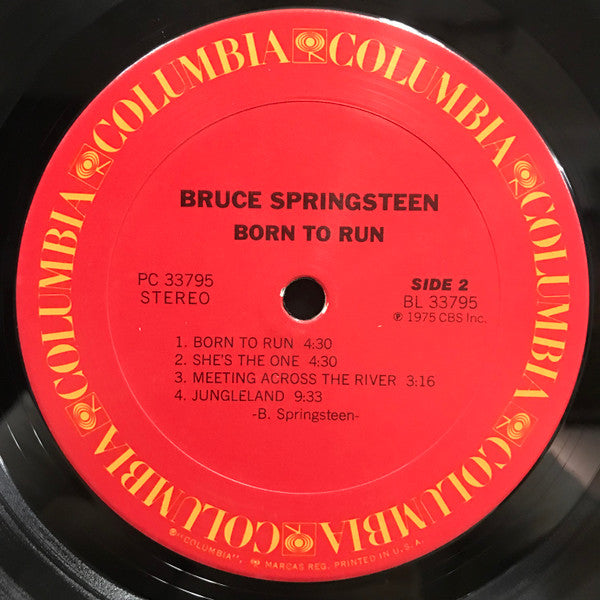 COLUMBIA COLUMBIA COLUMBIA COLUMBIA COLUMBIA COLUMBIA
BRUCE SPRINGSTEEN
BORN TO RUN
PC 33795
STEREO
SIDE 2
BL 33795
℗ 1975 CBS Inc.
1. BORN TO RUN 4:30
2. SHE'S THE ONE 4:30
3. MEETING ACROSS THE RIVER 3:16
4. JUNGLELAND 9:33
-B. Springsteen-
"COLUMBIA", MARCAS REG. PRINTED IN U.S.A.